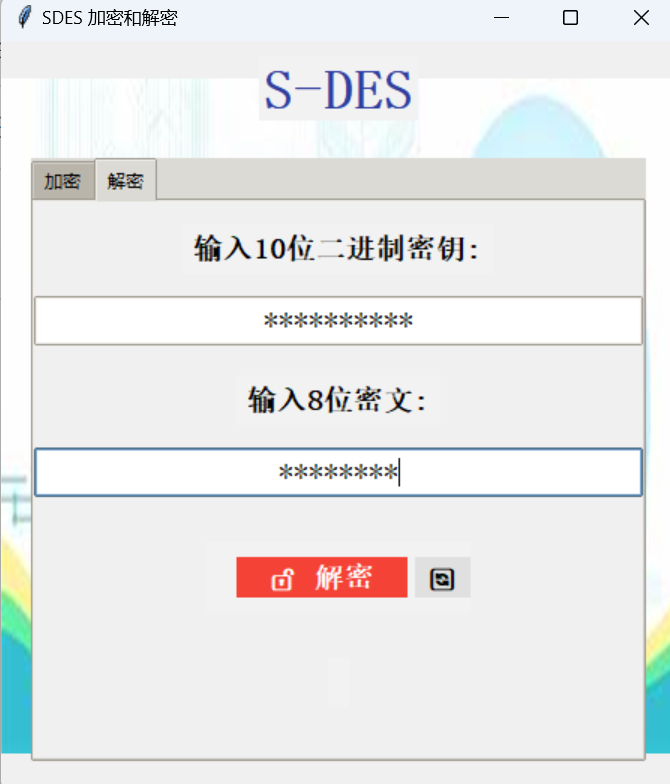 SDES 加密和解密
S-DES
加密 解密
输入10位二进制密钥:
**********
输入8位密文:
********
解密